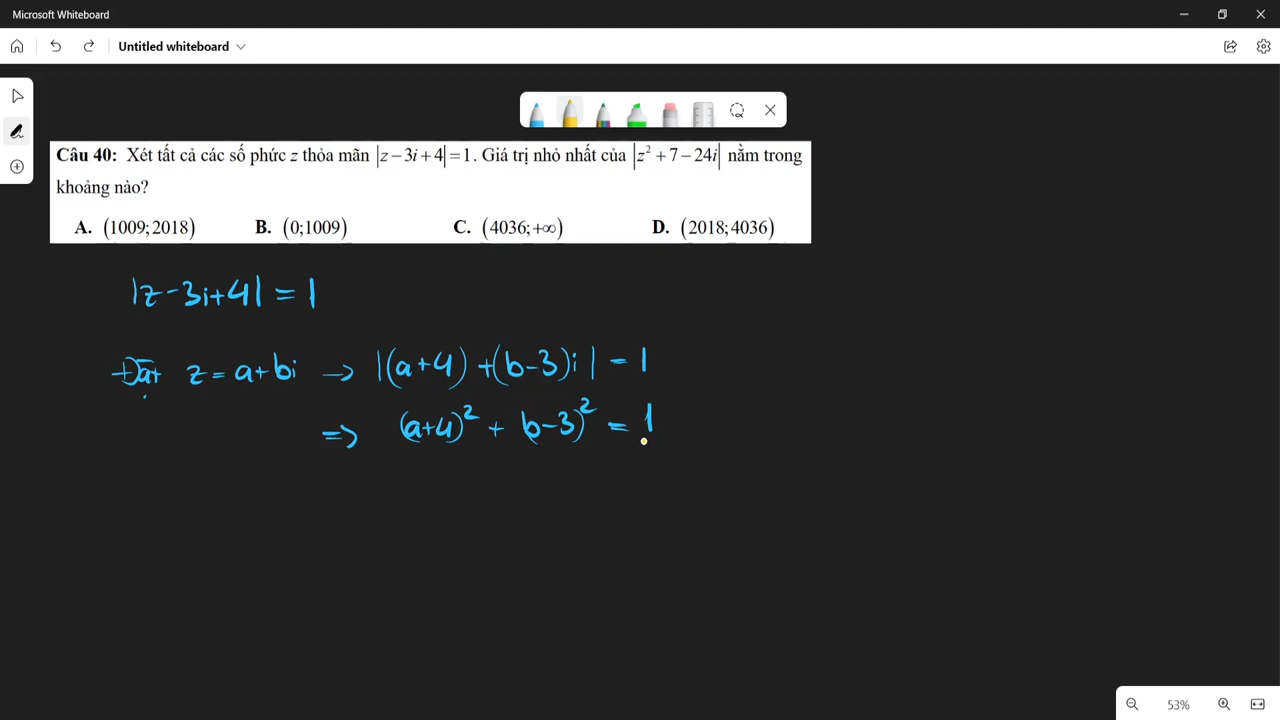 Microsoft Whiteboard
Untitled whiteboard
Câu 40: Xét tất cả các số phức z thỏa mãn |z−3i+4|=1. Giá trị nhỏ nhất của |z²+7−24i| nằm trong
khoảng nào?
A. (1009;2018) B. (0;1009) C. (4036;+∞) D. (2018;4036)
|z-3i+4| = 1
Đặt z = a+bi → |(a+4)+(b-3)i| = 1
=> (a+4)² + (b-3)² = 1
53%